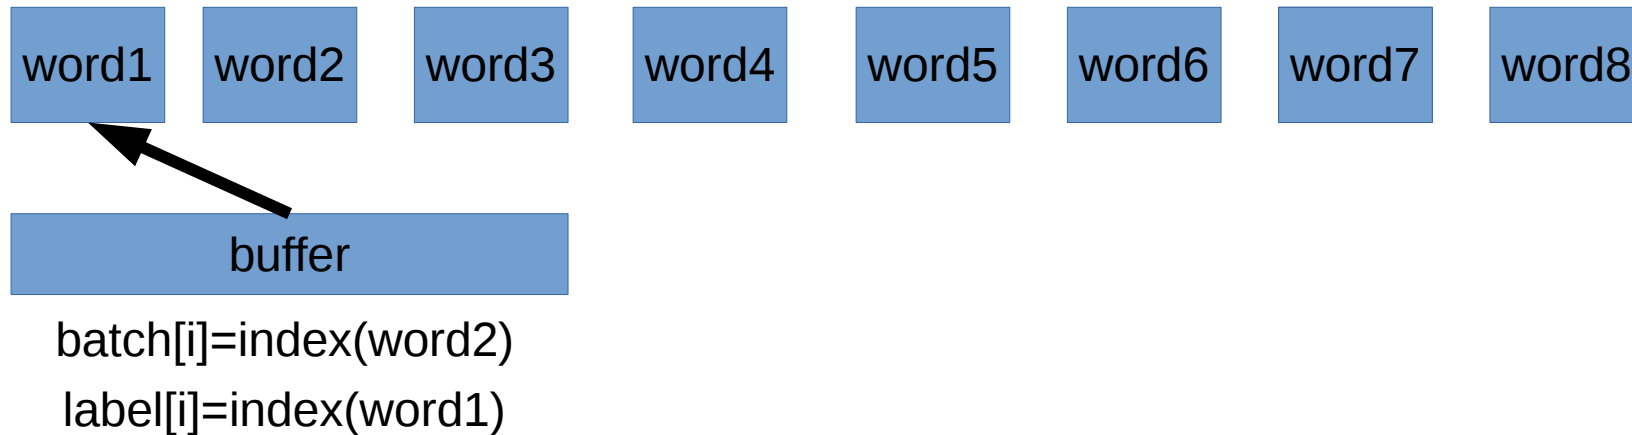 word1 word2 word3 word4 word5 word6 word7 word8
buffer
batch[i]=index(word2)
label[i]=index(word1)